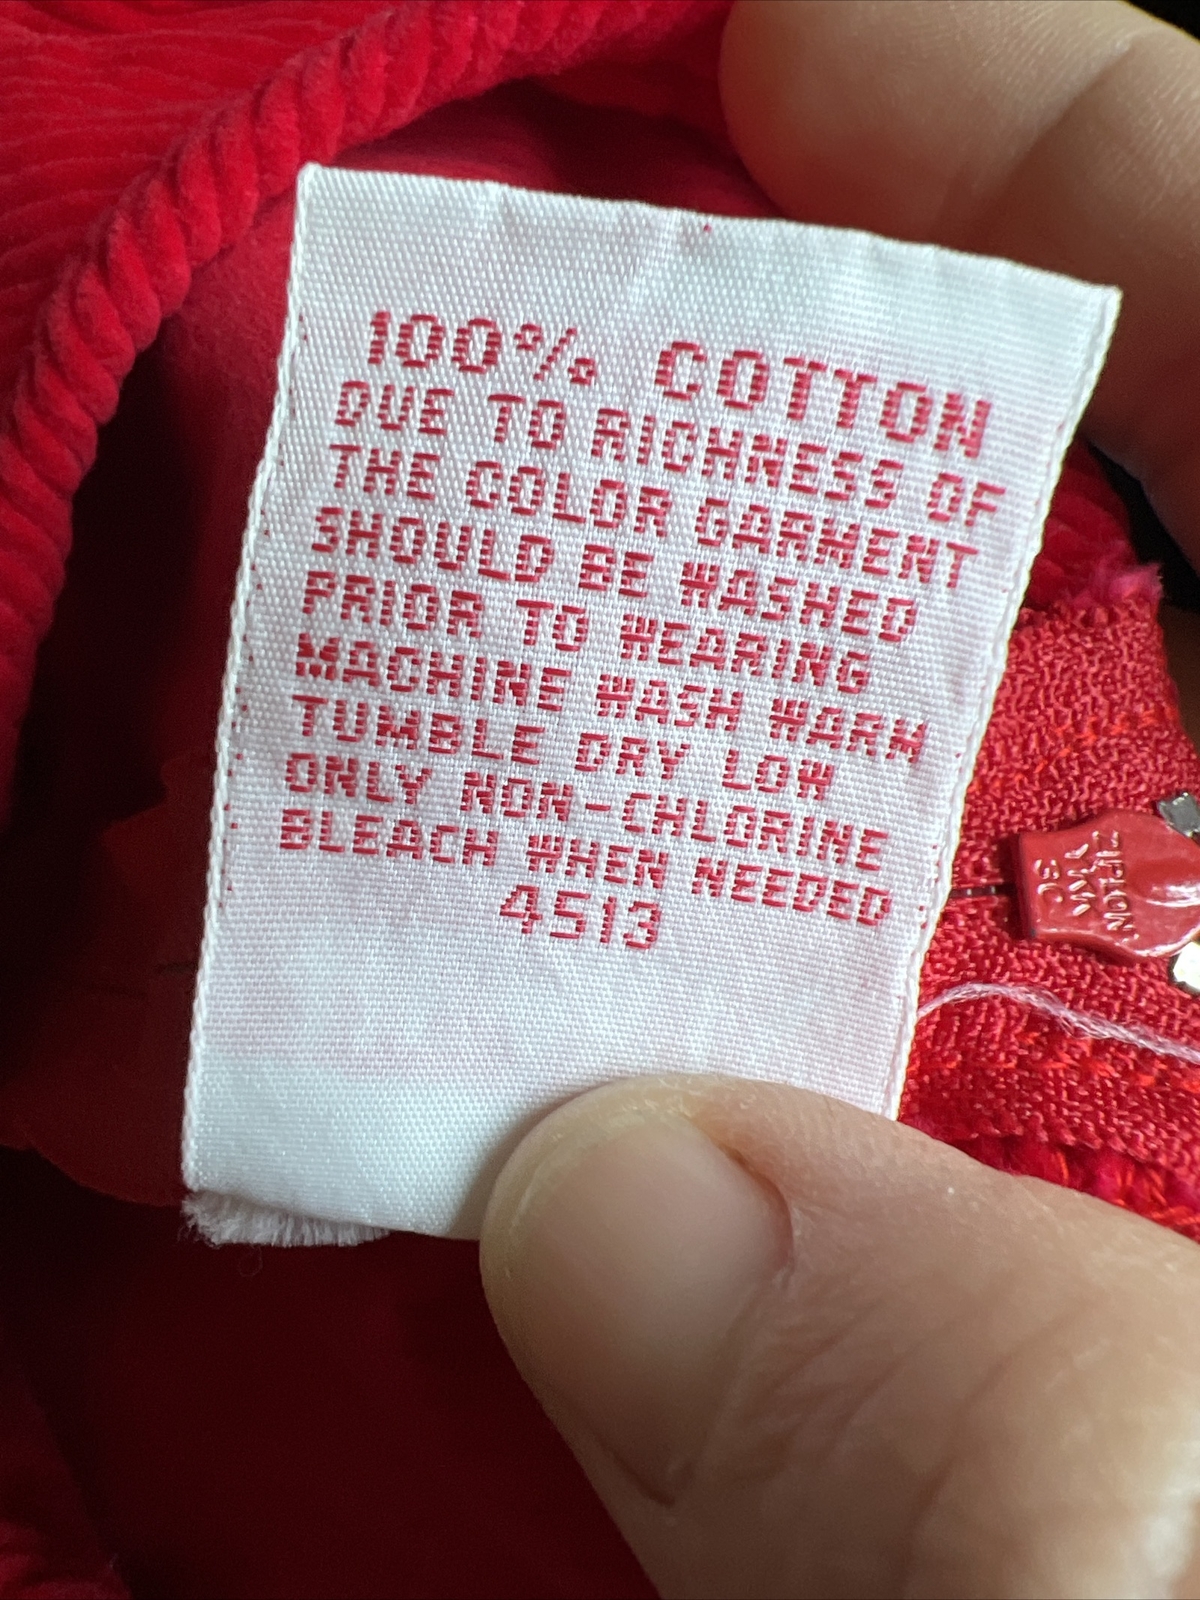 100% COTTON
DUE TO RICHNESS OF
THE COLOR GARMENT
SHOULD BE WASHED
PRIOR TO WEARING
MACHINE WASH WARM
TUMBLE DRY LOW
ONLY NON-CHLORINE
BLEACH WHEN NEEDED
4513